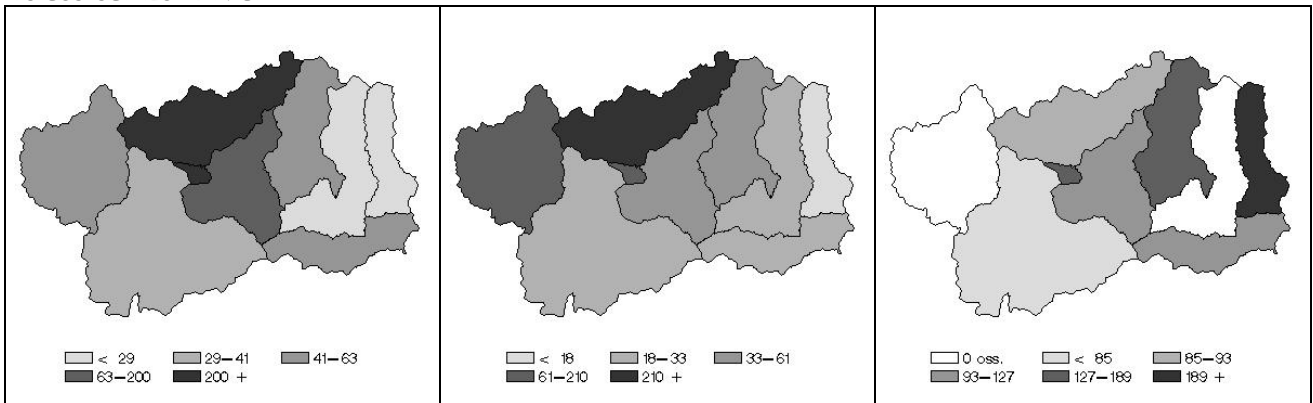 < 29 29–41 41–63
63–200 200 +
< 18 18–33 33–61
61–210 210 +
0 oss. < 85 85–93
93–127 127–189 189 +